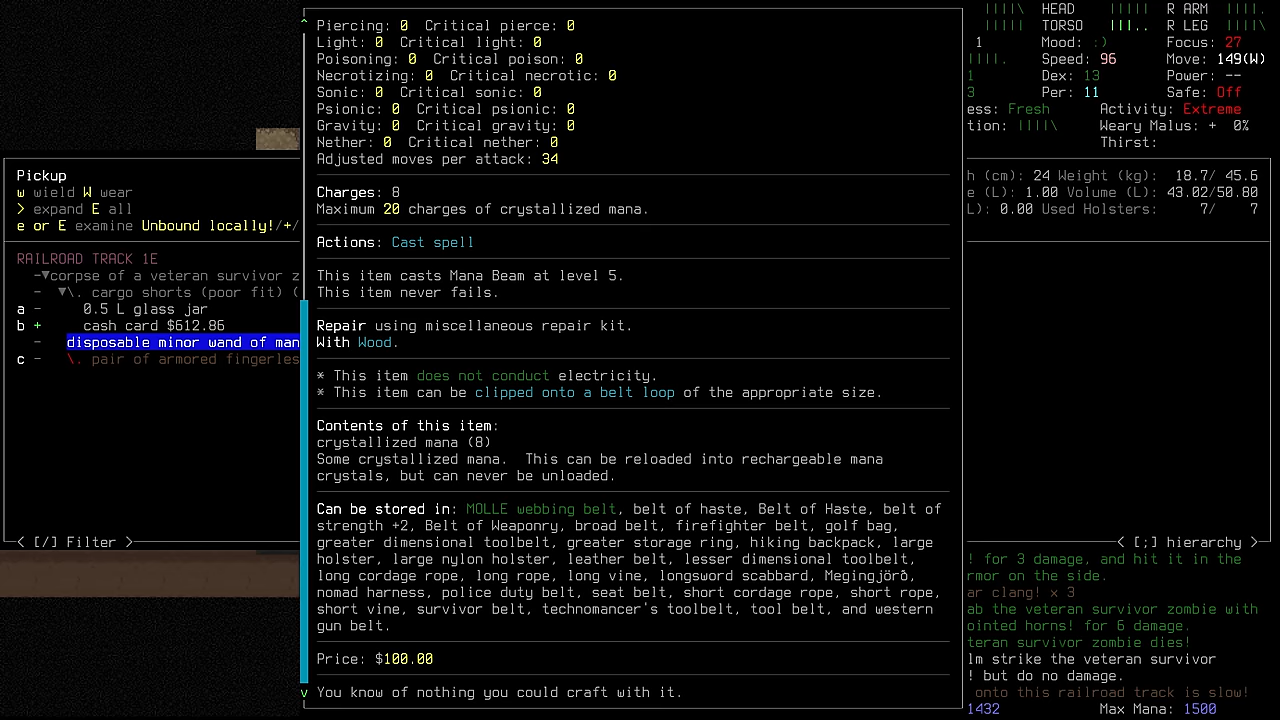 Piercing: 0  Critical pierce: 0
Light: 0  Critical light: 0
Poisoning: 0  Critical poison: 0
Necrotizing: 0  Critical necrotic: 0
Sonic: 0  Critical sonic: 0
Psionic: 0  Critical psionic: 0
Gravity: 0  Critical gravity: 0
Nether: 0  Critical nether: 0
Adjusted moves per attack: 34
Charges: 8
Maximum 20 charges of crystallized mana.
Actions: Cast spell
This item casts Mana Beam at level 5.
This item never fails.
Repair using miscellaneous repair kit.
With Wood.
* This item does not conduct electricity.
* This item can be clipped onto a belt loop of the appropriate size.
Contents of this item:
crystallized mana (8)
Some crystallized mana.  This can be reloaded into rechargeable mana
crystals, but can never be unloaded.
Can be stored in: MOLLE webbing belt, belt of haste, Belt of Haste, belt of
strength +2, Belt of Weaponry, broad belt, firefighter belt, golf bag,
greater dimensional toolbelt, greater storage ring, hiking backpack, large
holster, large nylon holster, leather belt, lesser dimensional toolbelt,
long cordage rope, long rope, long vine, longsword scabbard, Megingjörð,
nomad harness, police duty belt, seat belt, short cordage rope, short rope,
short vine, survivor belt, technomancer's toolbelt, tool belt, and western
gun belt.
Price: $100.00
You know of nothing you could craft with it.
Pickup
w wield W wear
> expand E all
e or E examine Unbound locally!/+/
RAILROAD TRACK 1E
-▼corpse of a veteran survivor z
- ▼\. cargo shorts (poor fit) (
a - 0.5 L glass jar
b + cash card $612.86
- disposable minor wand of man
c - \. pair of armored fingerles
< [/] Filter >
||||\ HEAD ||||| R ARM ||||.
||||| TORSO |||.. R LEG ||||\
1 Mood: :) Focus: 27
||||. Speed: 96 Move: 149(W)
1 Dex: 13 Power: --
3 Per: 11 Safe: Off
ess: Fresh Activity: Extreme
tion: ||||\ Weary Malus: + 0%
Thirst:
h (cm): 24 Weight (kg): 18.7/ 45.6
e (L): 1.00 Volume (L): 43.02/50.80
L): 0.00 Used Holsters: 7/ 7
< [;] hierarchy >
! for 3 damage, and hit it in the
rmor on the side.
ar clang! x 3
ab the veteran survivor zombie with
ointed horns! for 6 damage.
teran survivor zombie dies!
lm strike the veteran survivor
! but do no damage.
onto this railroad track is slow!
1432 Max Mana: 1500